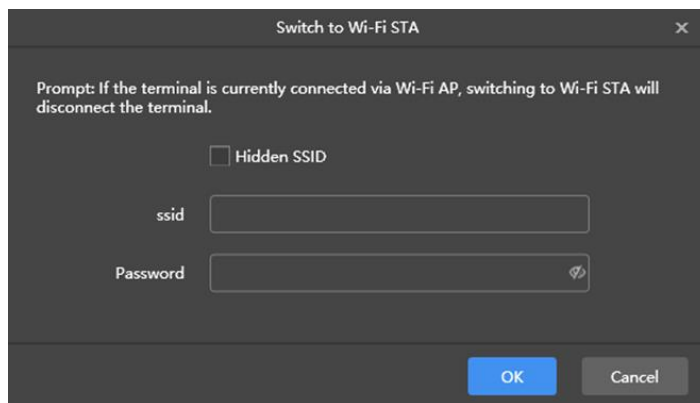 Switch to Wi-Fi STA
Prompt: If the terminal is currently connected via Wi-Fi AP, switching to Wi-Fi STA will
disconnect the terminal.
Hidden SSID
ssid
Password
OK
Cancel